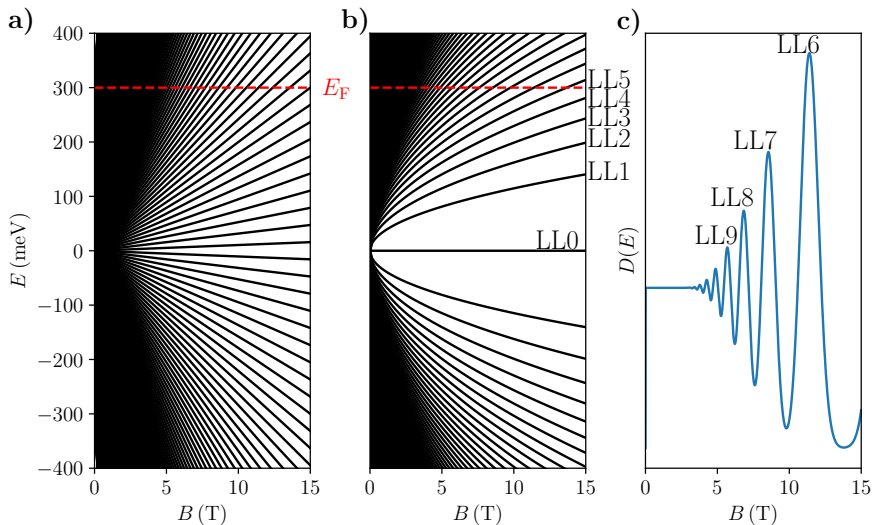 a)
b)
c)
400
300
200
100
0
−100
−200
−300
−400
E (meV)
0
5
10
15
B (T)
E_F
LL5
LL4
LL3
LL2
LL1
LL0
0
5
10
15
B (T)
LL6
LL7
LL8
LL9
D(E)
0
5
10
15
B (T)